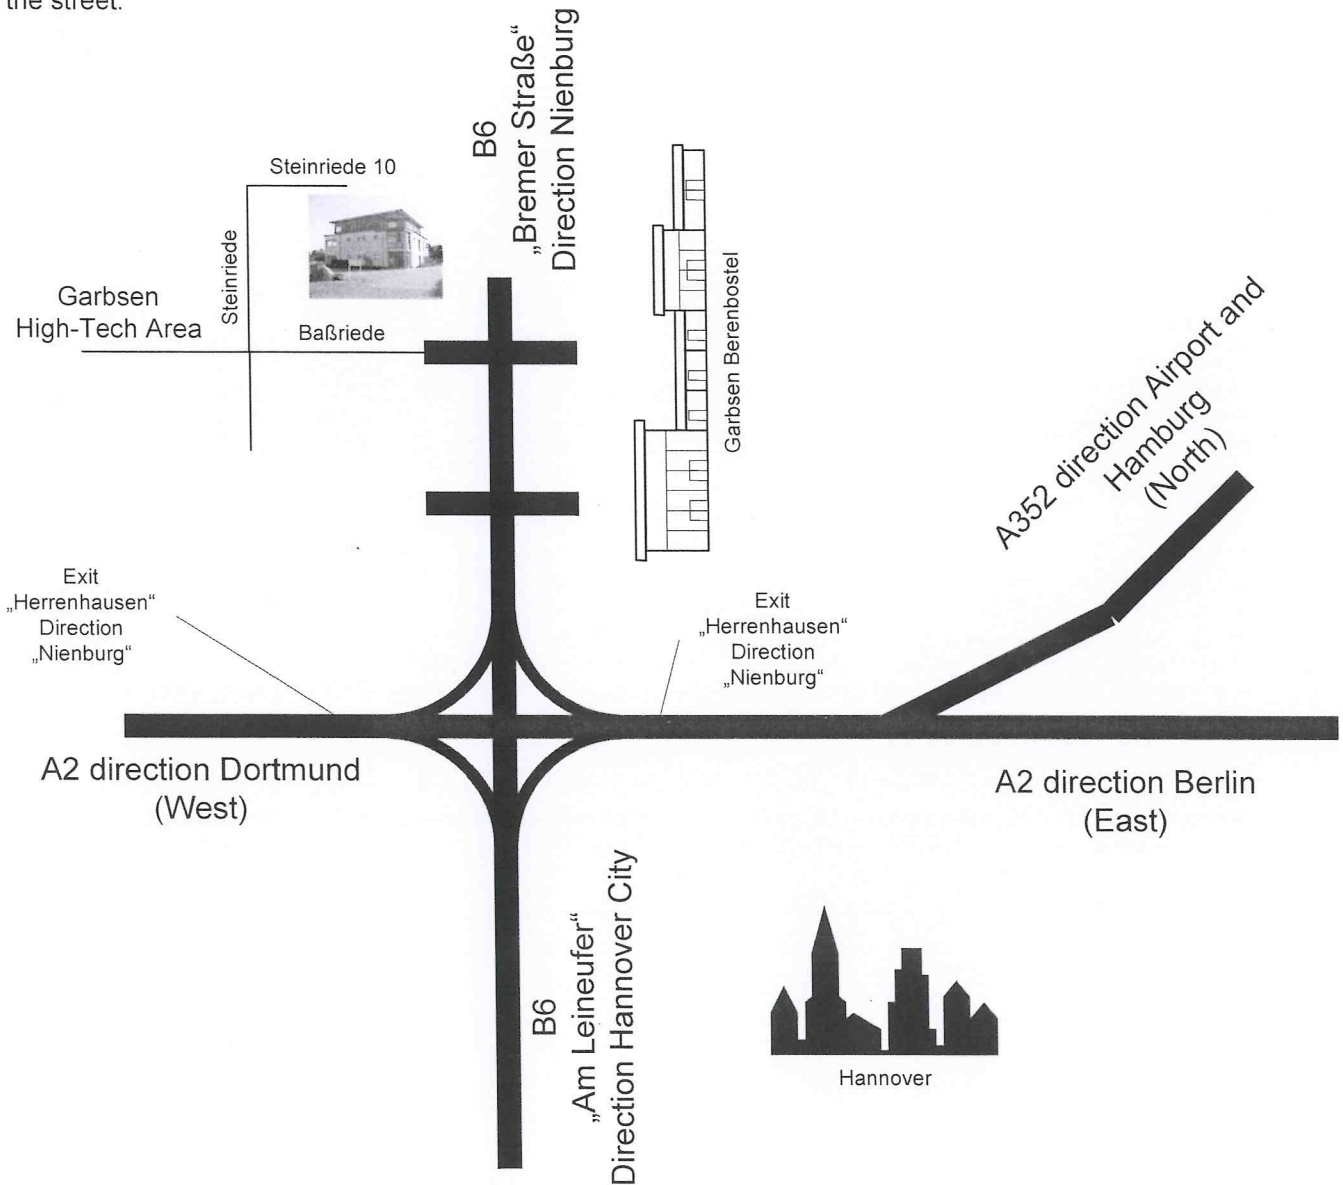 the street.
B6
„Bremer Straße“
Direction Nienburg
Steinriede 10
Steinriede
Garbsen
High-Tech Area
Baßriede
Garbsen Berenbostel
A352 direction Airport and
Hamburg
(North)
Exit
„Herrenhausen“
Direction
„Nienburg“
Exit
„Herrenhausen“
Direction
„Nienburg“
A2 direction Dortmund
(West)
A2 direction Berlin
(East)
B6
„Am Leineufer“
Direction Hannover City
Hannover